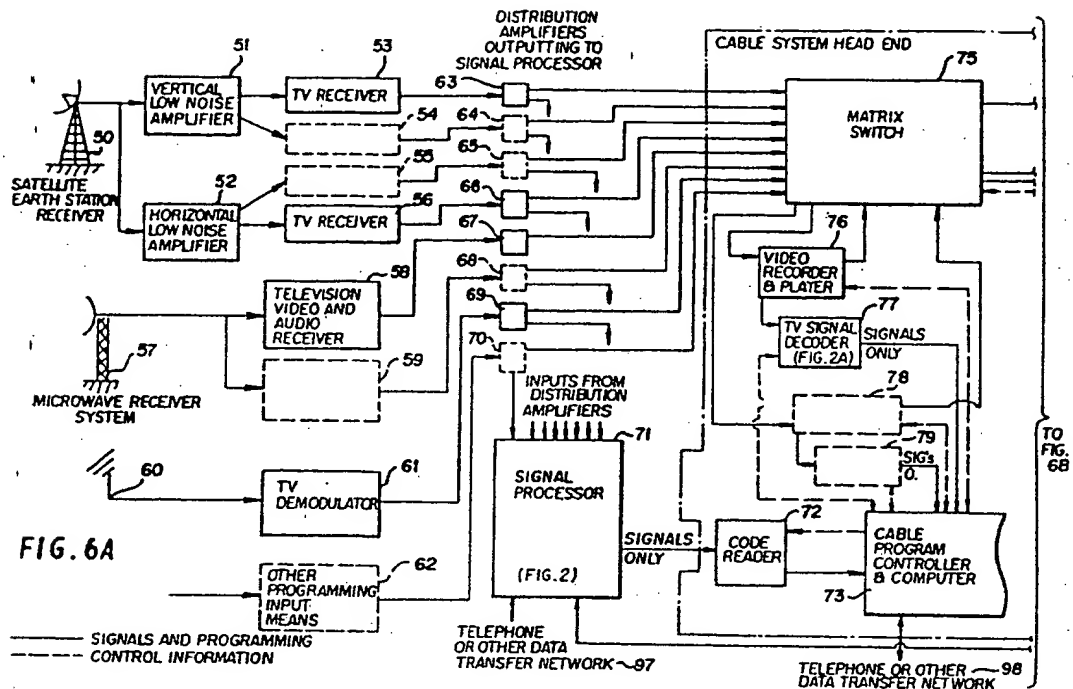 DISTRIBUTION
AMPLIFIERS
OUTPUTTING TO
SIGNAL PROCESSOR
CABLE SYSTEM HEAD END
51
53
63
75
VERTICAL
LOW NOISE
AMPLIFIER
TV RECEIVER
MATRIX
SWITCH
54
64
50
55
65
SATELLITE
EARTH STATION
RECEIVER
52
HORIZONTAL
LOW NOISE
AMPLIFIER
TV RECEIVER
56
66
67
58
68
76
TELEVISION
VIDEO AND
AUDIO
RECEIVER
VIDEO
RECORDER
& PLATER
69
77
57
59
70
TV SIGNAL
DECODER
(FIG.2A)
SIGNALS
ONLY
MICROWAVE RECEIVER
SYSTEM
INPUTS FROM
DISTRIBUTION
AMPLIFIERS
78
71
79
SIG's
O.
TO
FIG.
6B
60
61
TV
DEMODULATOR
SIGNAL
PROCESSOR
(FIG.2)
SIGNALS
ONLY
72
CODE
READER
CABLE
PROGRAM
CONTROLLER
& COMPUTER
73
FIG.6A
62
OTHER
PROGRAMMING
INPUT
MEANS
SIGNALS AND PROGRAMMING
CONTROL INFORMATION
TELEPHONE
OR OTHER DATA
TRANSFER NETWORK 97
TELEPHONE OR OTHER 98
DATA TRANSFER NETWORK